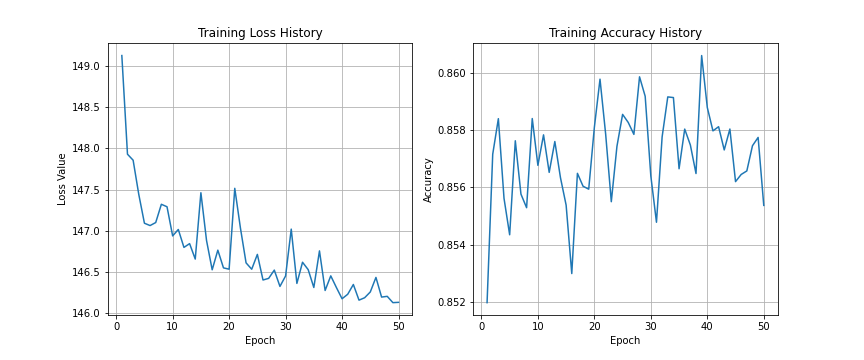 Training Loss History
149.0
148.5
148.0
147.5
147.0
146.5
146.0
Loss Value
0 10 20 30 40 50
Epoch
Training Accuracy History
0.860
0.858
0.856
0.854
0.852
Accuracy
0 10 20 30 40 50
Epoch